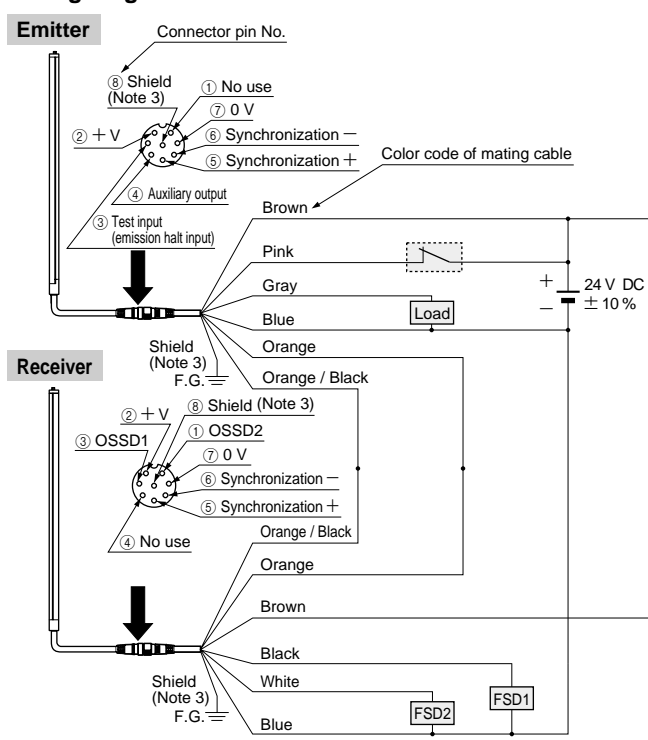 Emitter
Connector pin No.
⑧ Shield
(Note 3)
① No use
⑦ 0 V
② + V
⑥ Synchronization －
⑤ Synchronization +
④ Auxiliary output
③ Test input
(emission halt input)
Color code of mating cable
Brown
Pink
Gray
Load
Blue
+
－
24 V DC
± 10 %
Shield
(Note 3)
F.G.
Orange
Orange / Black
Receiver
② + V
⑧ Shield (Note 3)
③ OSSD1
① OSSD2
⑦ 0 V
⑥ Synchronization －
⑤ Synchronization +
④ No use
Orange / Black
Orange
Brown
Black
White
Shield
(Note 3)
F.G.
FSD2
FSD1
Blue